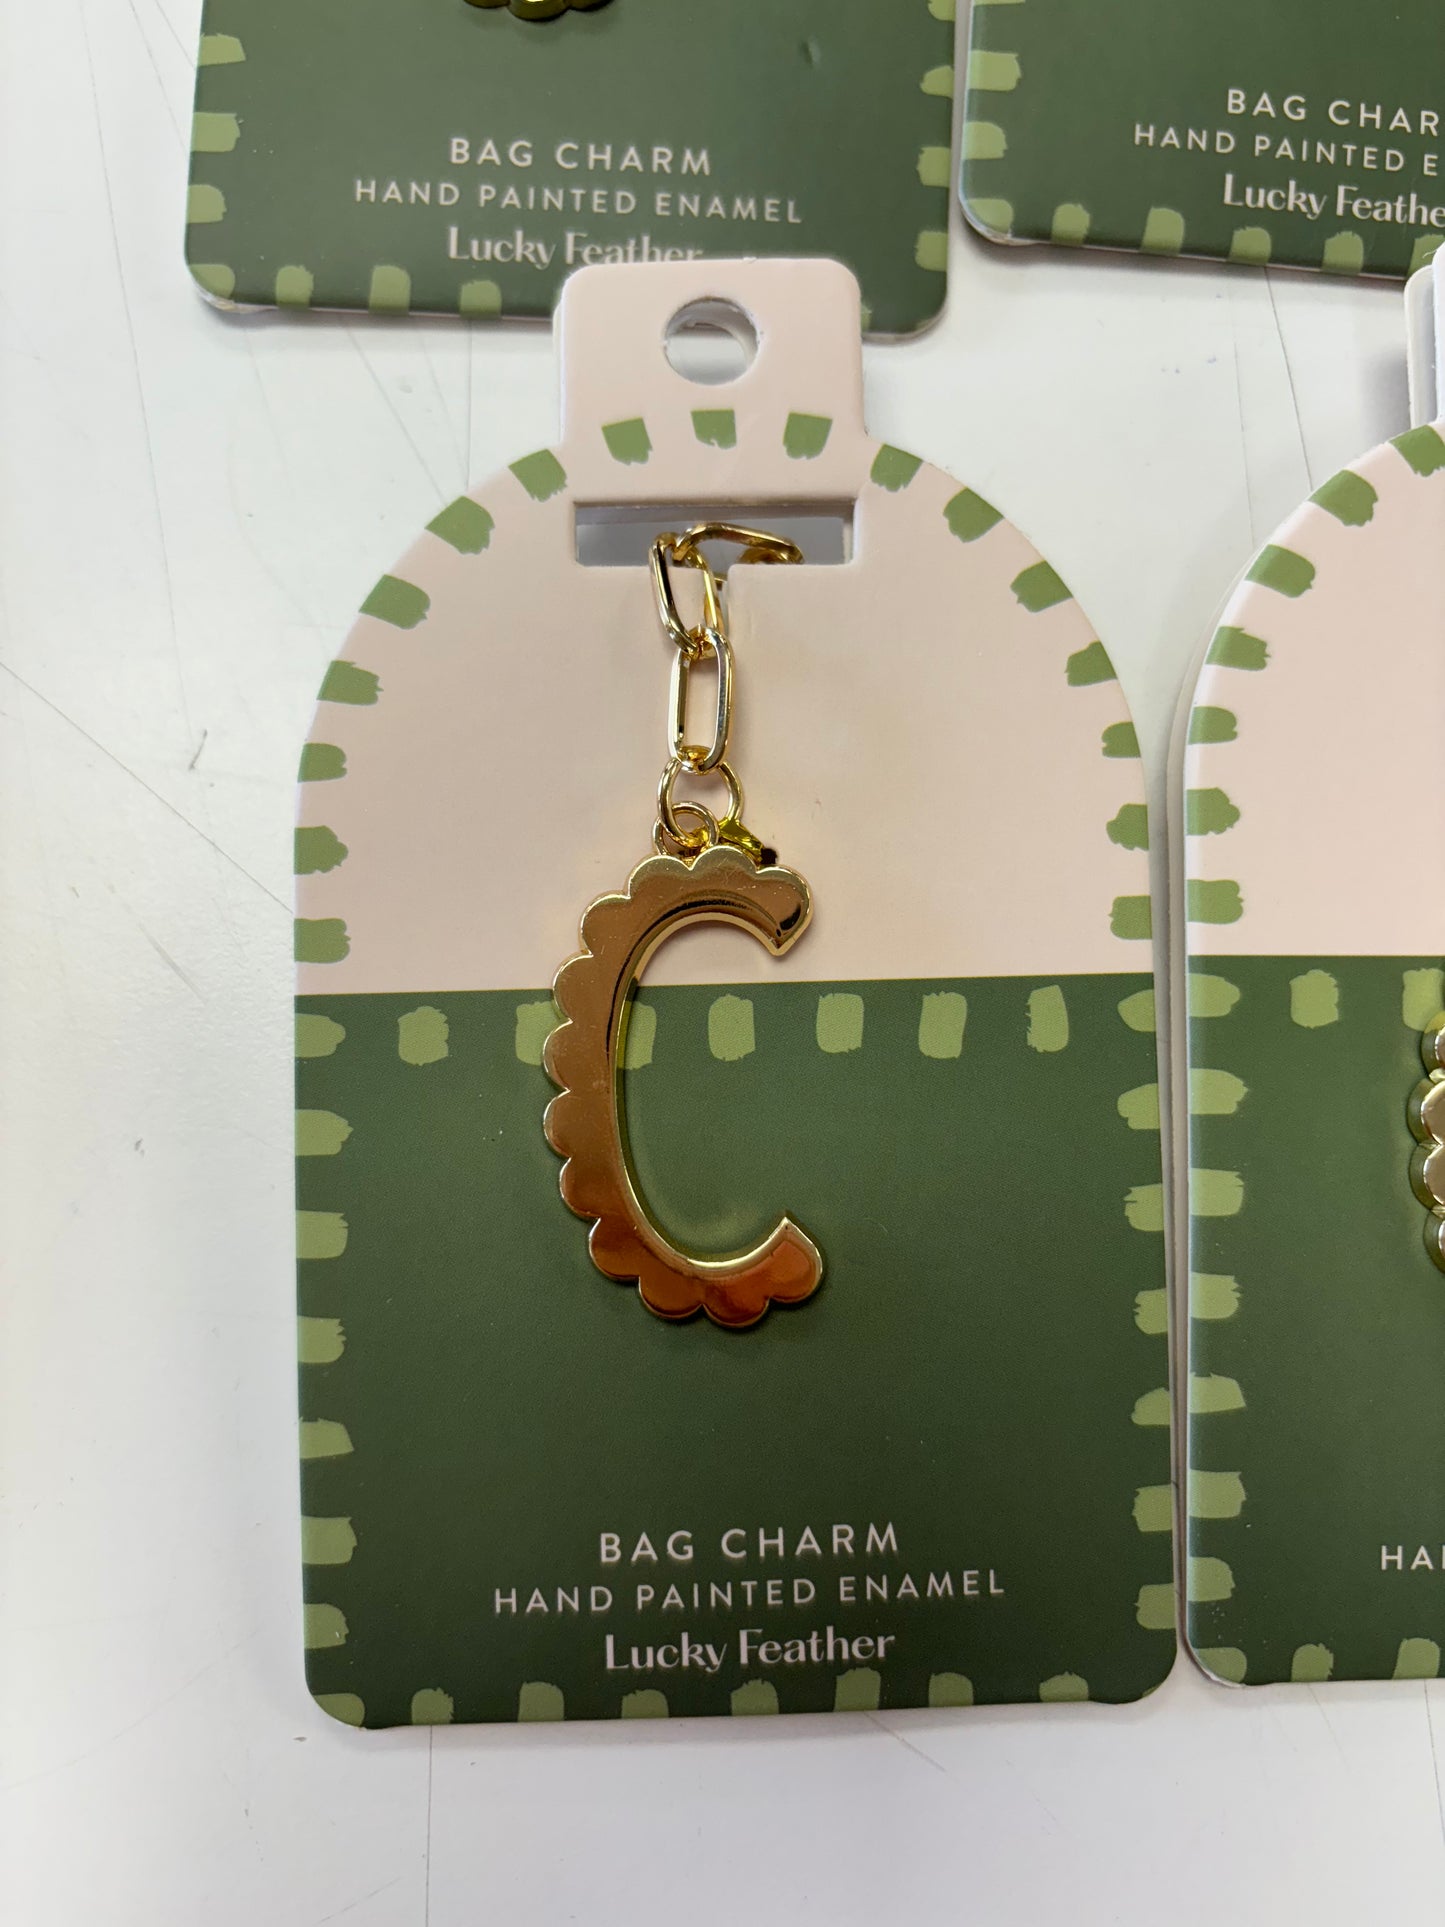 BAG CHARM
HAND PAINTED ENAMEL
Lucky Feather
BAG CHAR
HAND PAINTED E
Lucky Feathe
C
BAG CHARM
HAND PAINTED ENAMEL
Lucky Feather
HA